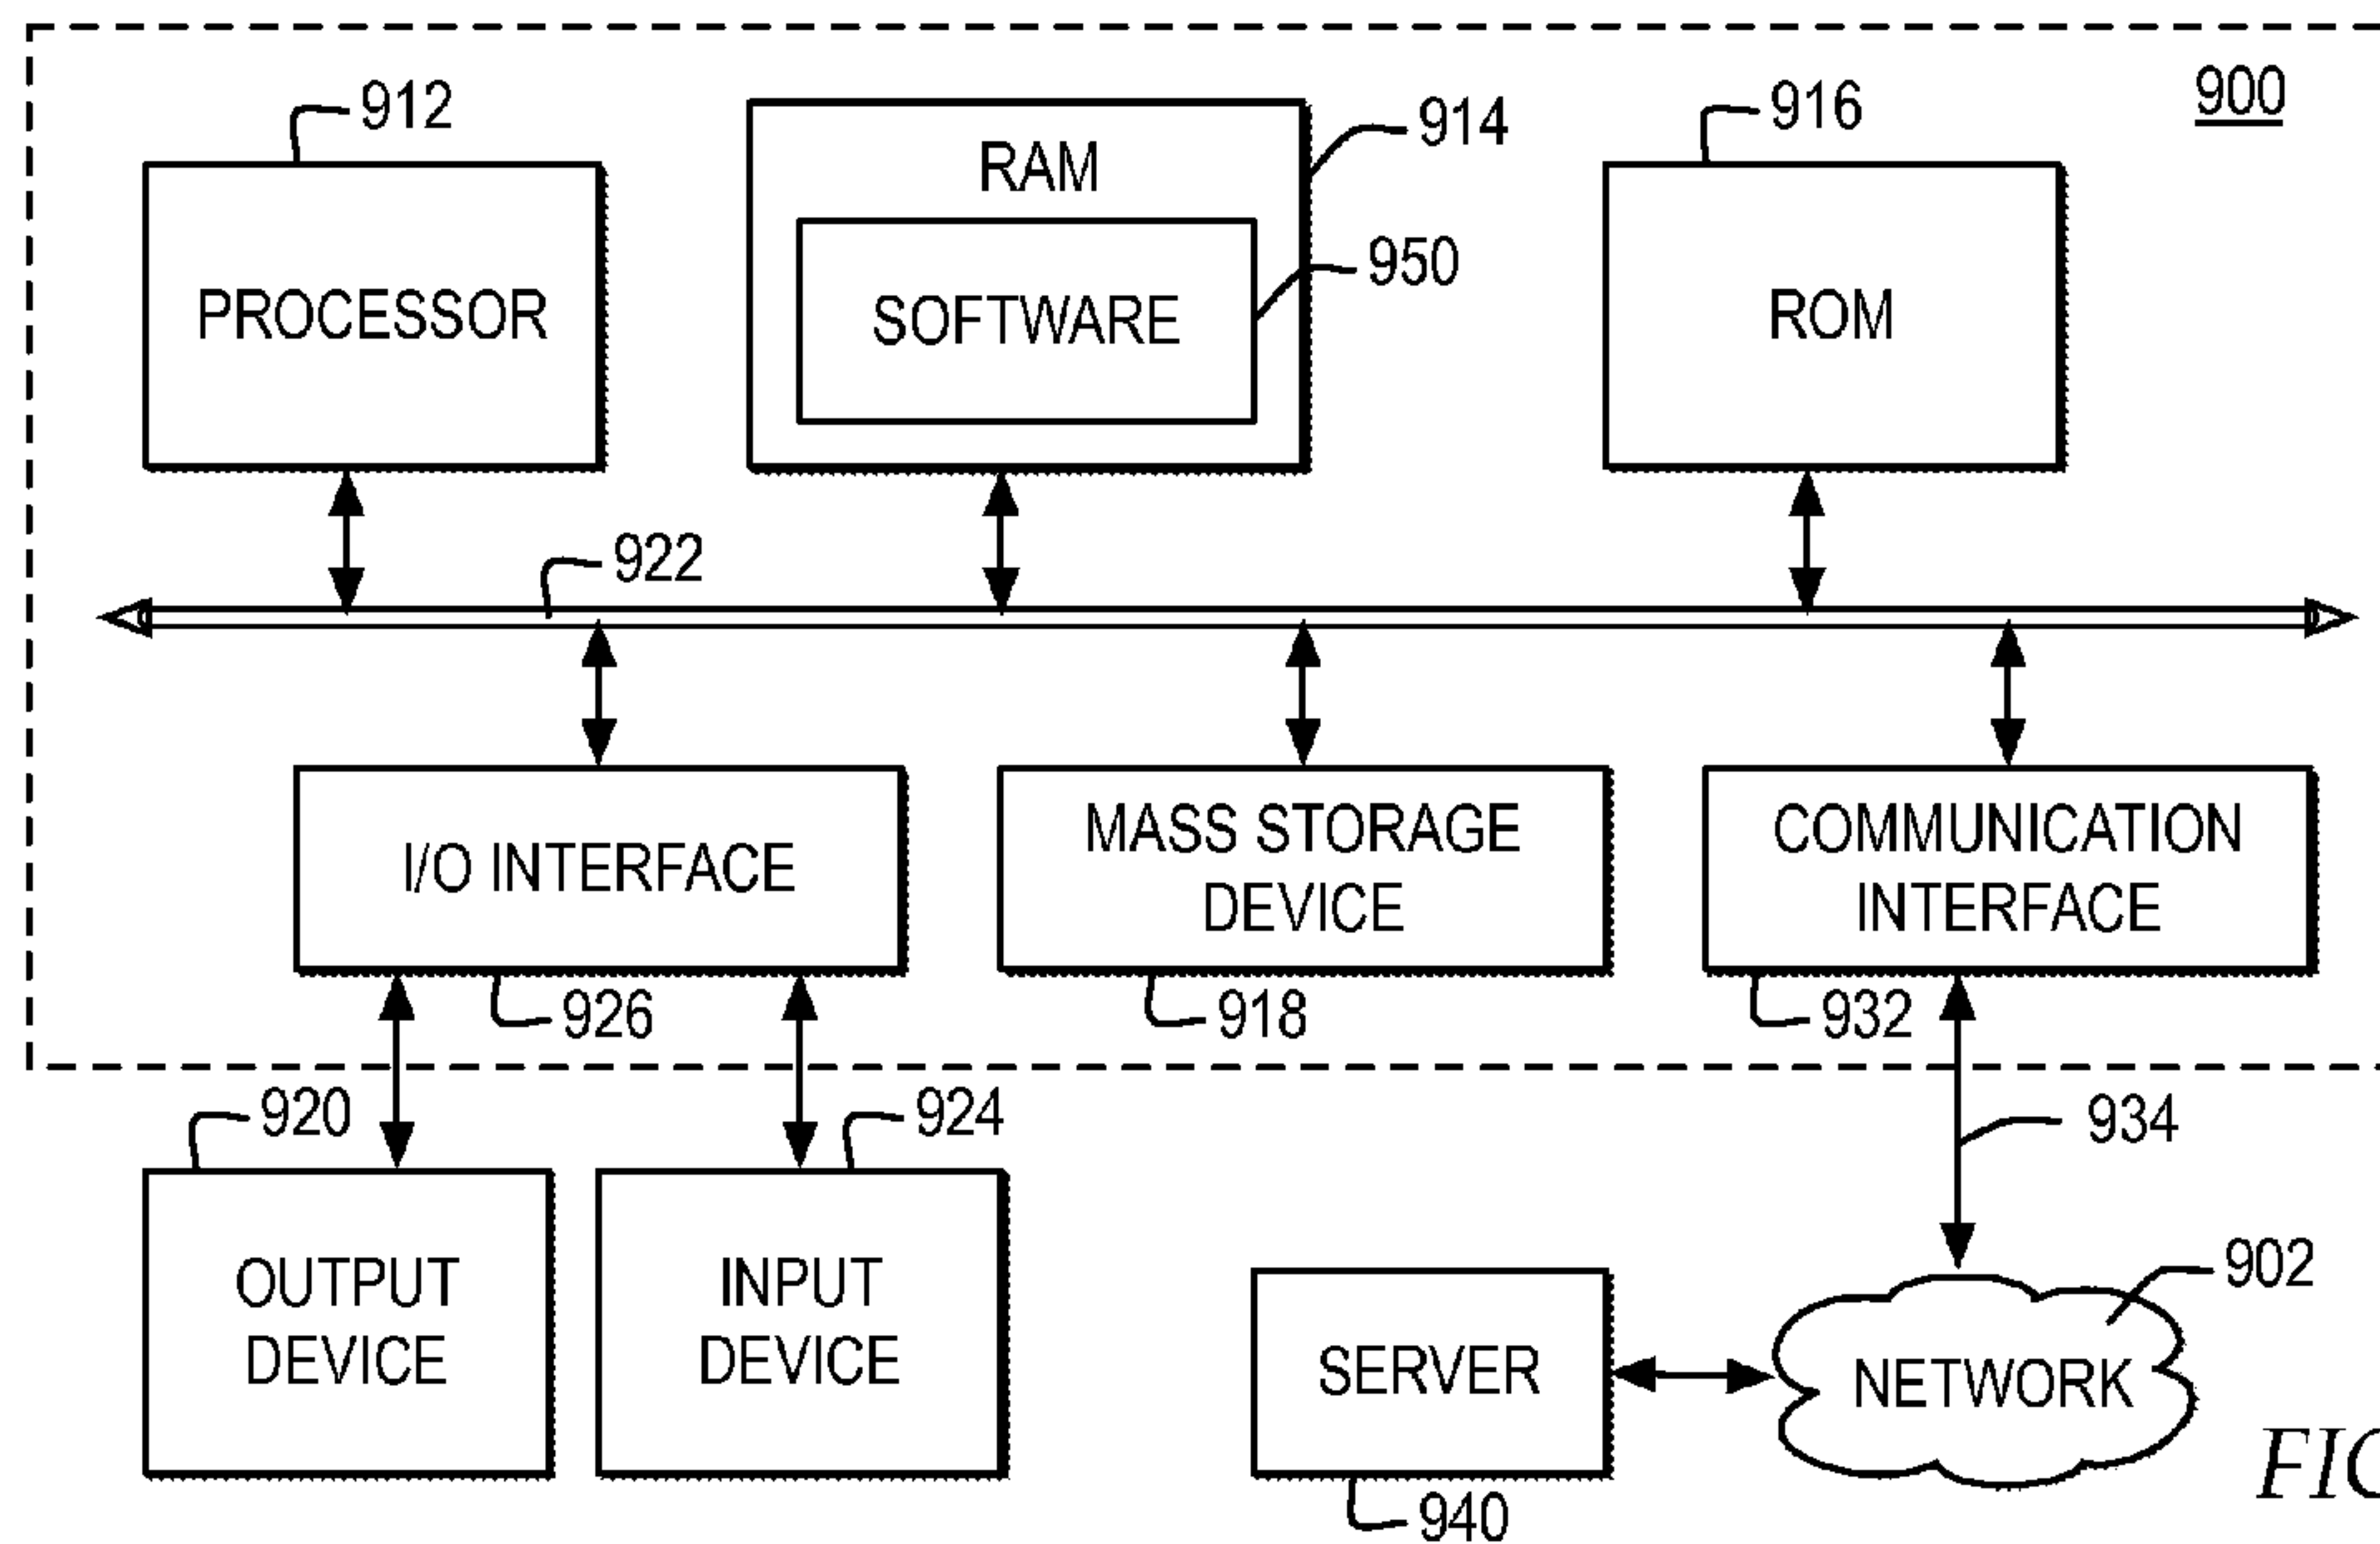 900
912
914
916
RAM
950
PROCESSOR
SOFTWARE
ROM
922
I/O INTERFACE
MASS STORAGE
DEVICE
COMMUNICATION
INTERFACE
926
918
932
920
924
934
OUTPUT
DEVICE
INPUT
DEVICE
902
SERVER
NETWORK
940